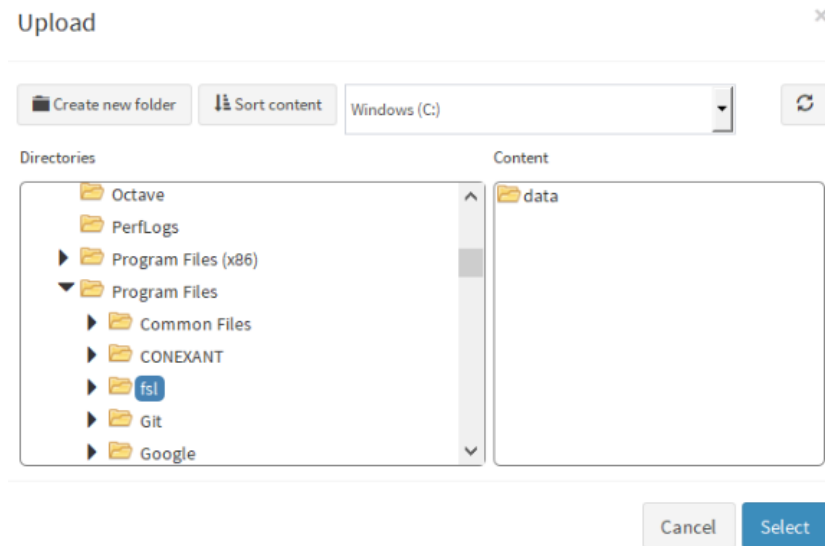 Upload
×
Create new folder
Sort content
Windows (C:)
Directories
Content
Octave
PerfLogs
Program Files (x86)
Program Files
Common Files
CONEXANT
fsl
Git
Google
data
Cancel
Select